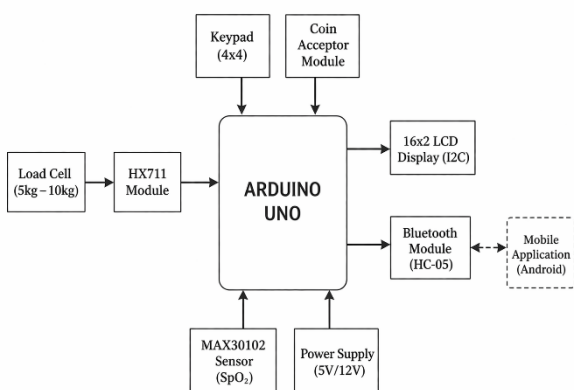 Keypad
(4x4)
Coin
Acceptor
Module
16x2 LCD
Display (I2C)
Load Cell
(5kg – 10kg)
HX711
Module
ARDUINO
UNO
Bluetooth
Module
(HC-05)
Mobile
Application
(Android)
MAX30102
Sensor
(SpO₂)
Power Supply
(5V/12V)